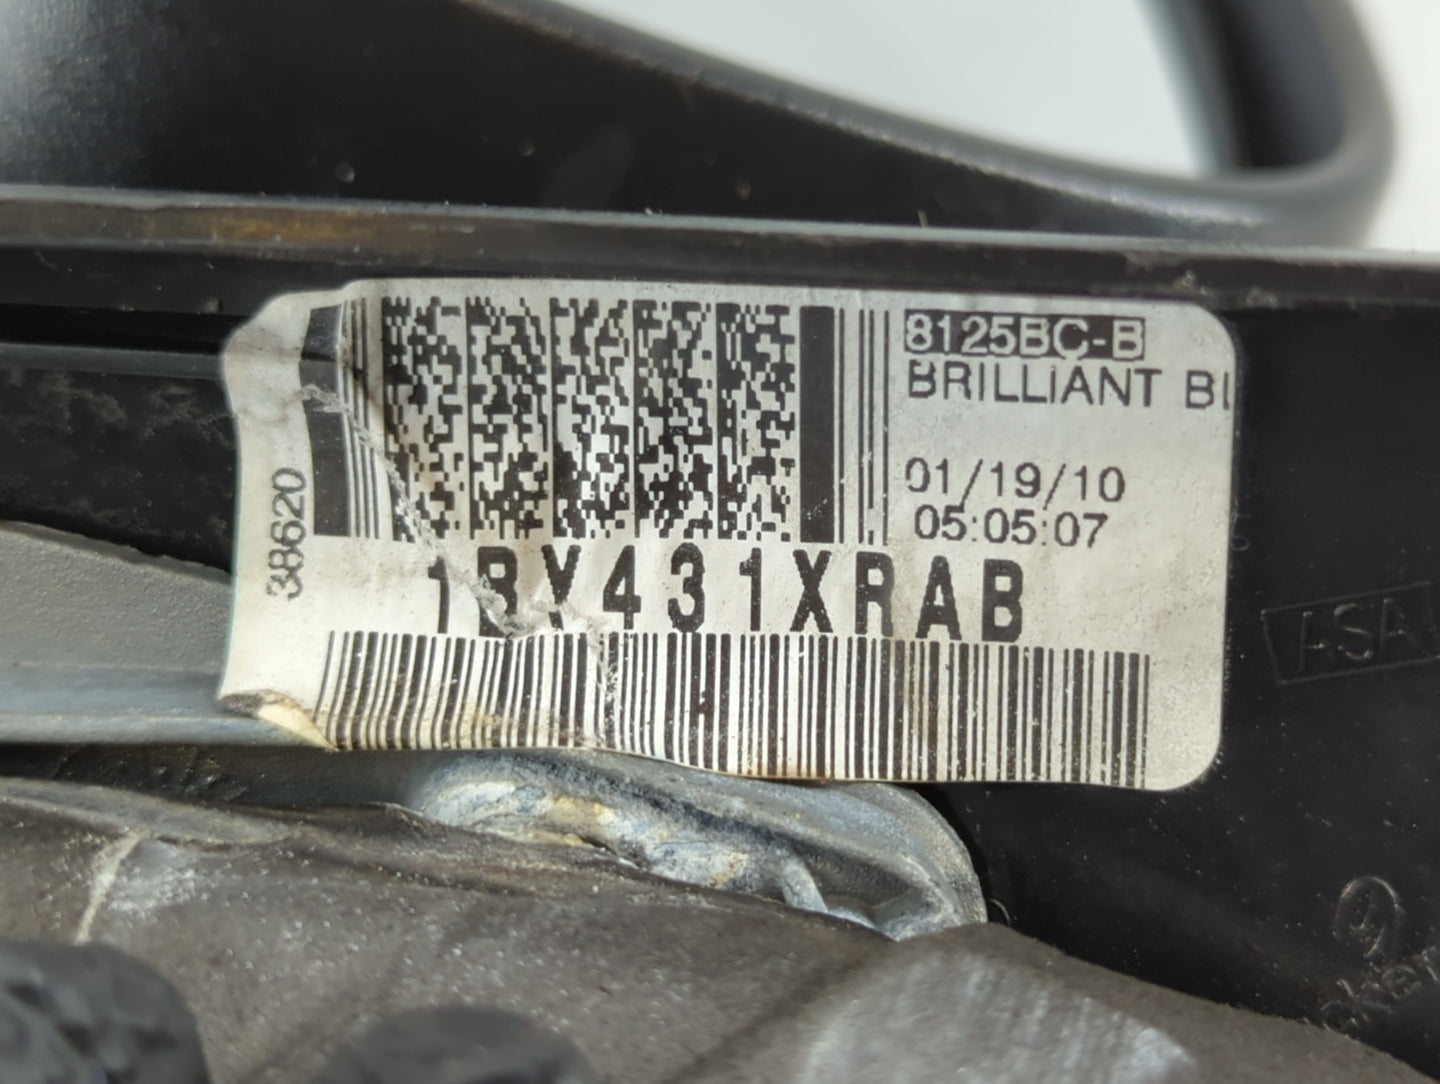 8125BC-B
BRILLIANT Bl
01/19/10
05:05:07
38620
1BY431XRAB
ASA